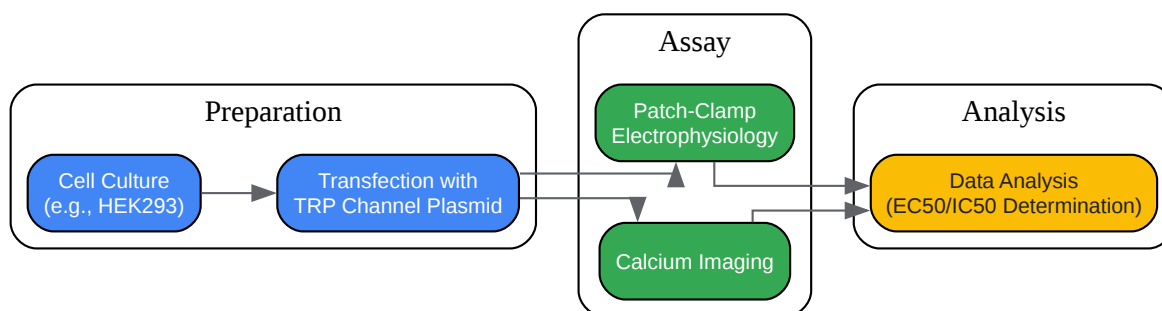 Preparation
Cell Culture
(e.g., HEK293)
Transfection with
TRP Channel Plasmid
Assay
Patch-Clamp
Electrophysiology
Calcium Imaging
Analysis
Data Analysis
(EC50/IC50 Determination)